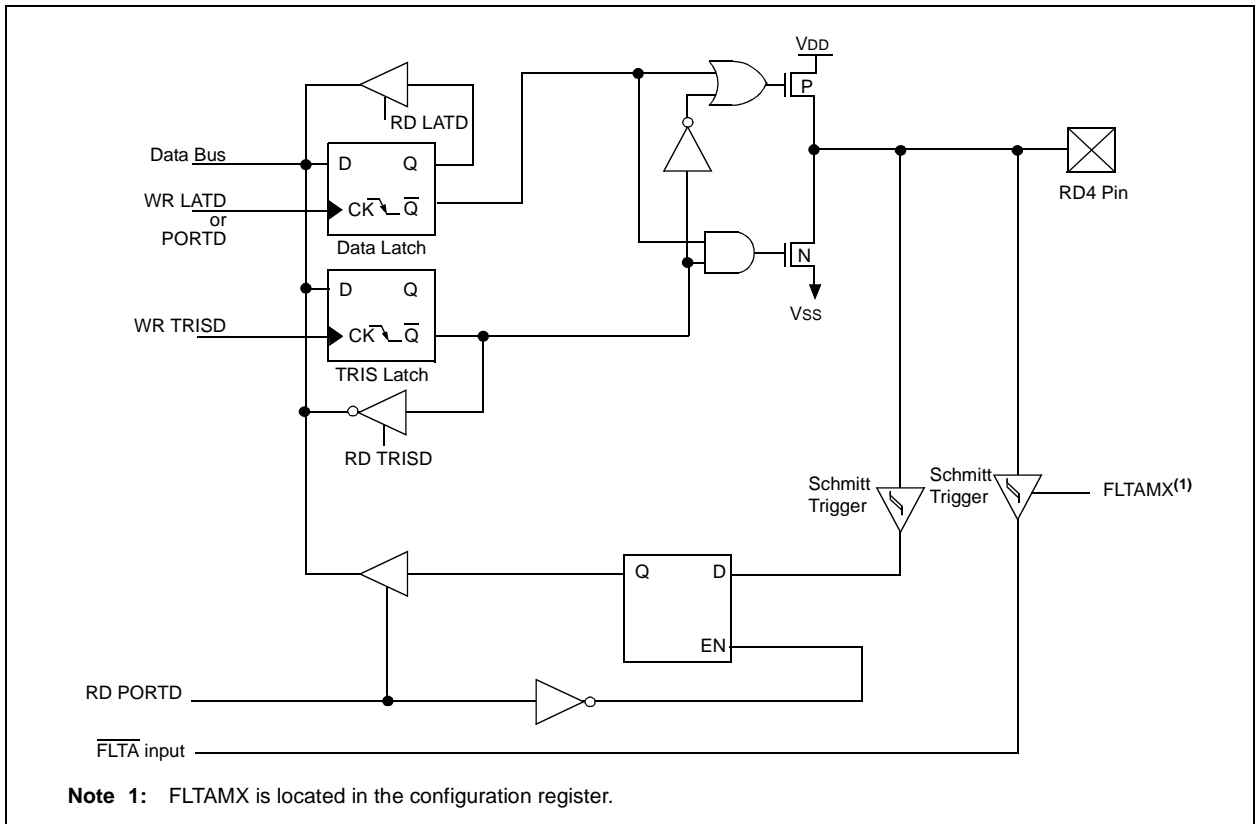 VDD
P
RD LATD
Data Bus
D Q
WR LATD
or
PORTD
CK Q̅
Data Latch
RD4 Pin
N
VSS
D Q
WR TRISD
CK Q̅
TRIS Latch
RD TRISD
Schmitt
Trigger
Schmitt
Trigger
FLTAMX(1)
Q D
EN
RD PORTD
F̅L̅T̅A̅ input
Note 1: FLTAMX is located in the configuration register.